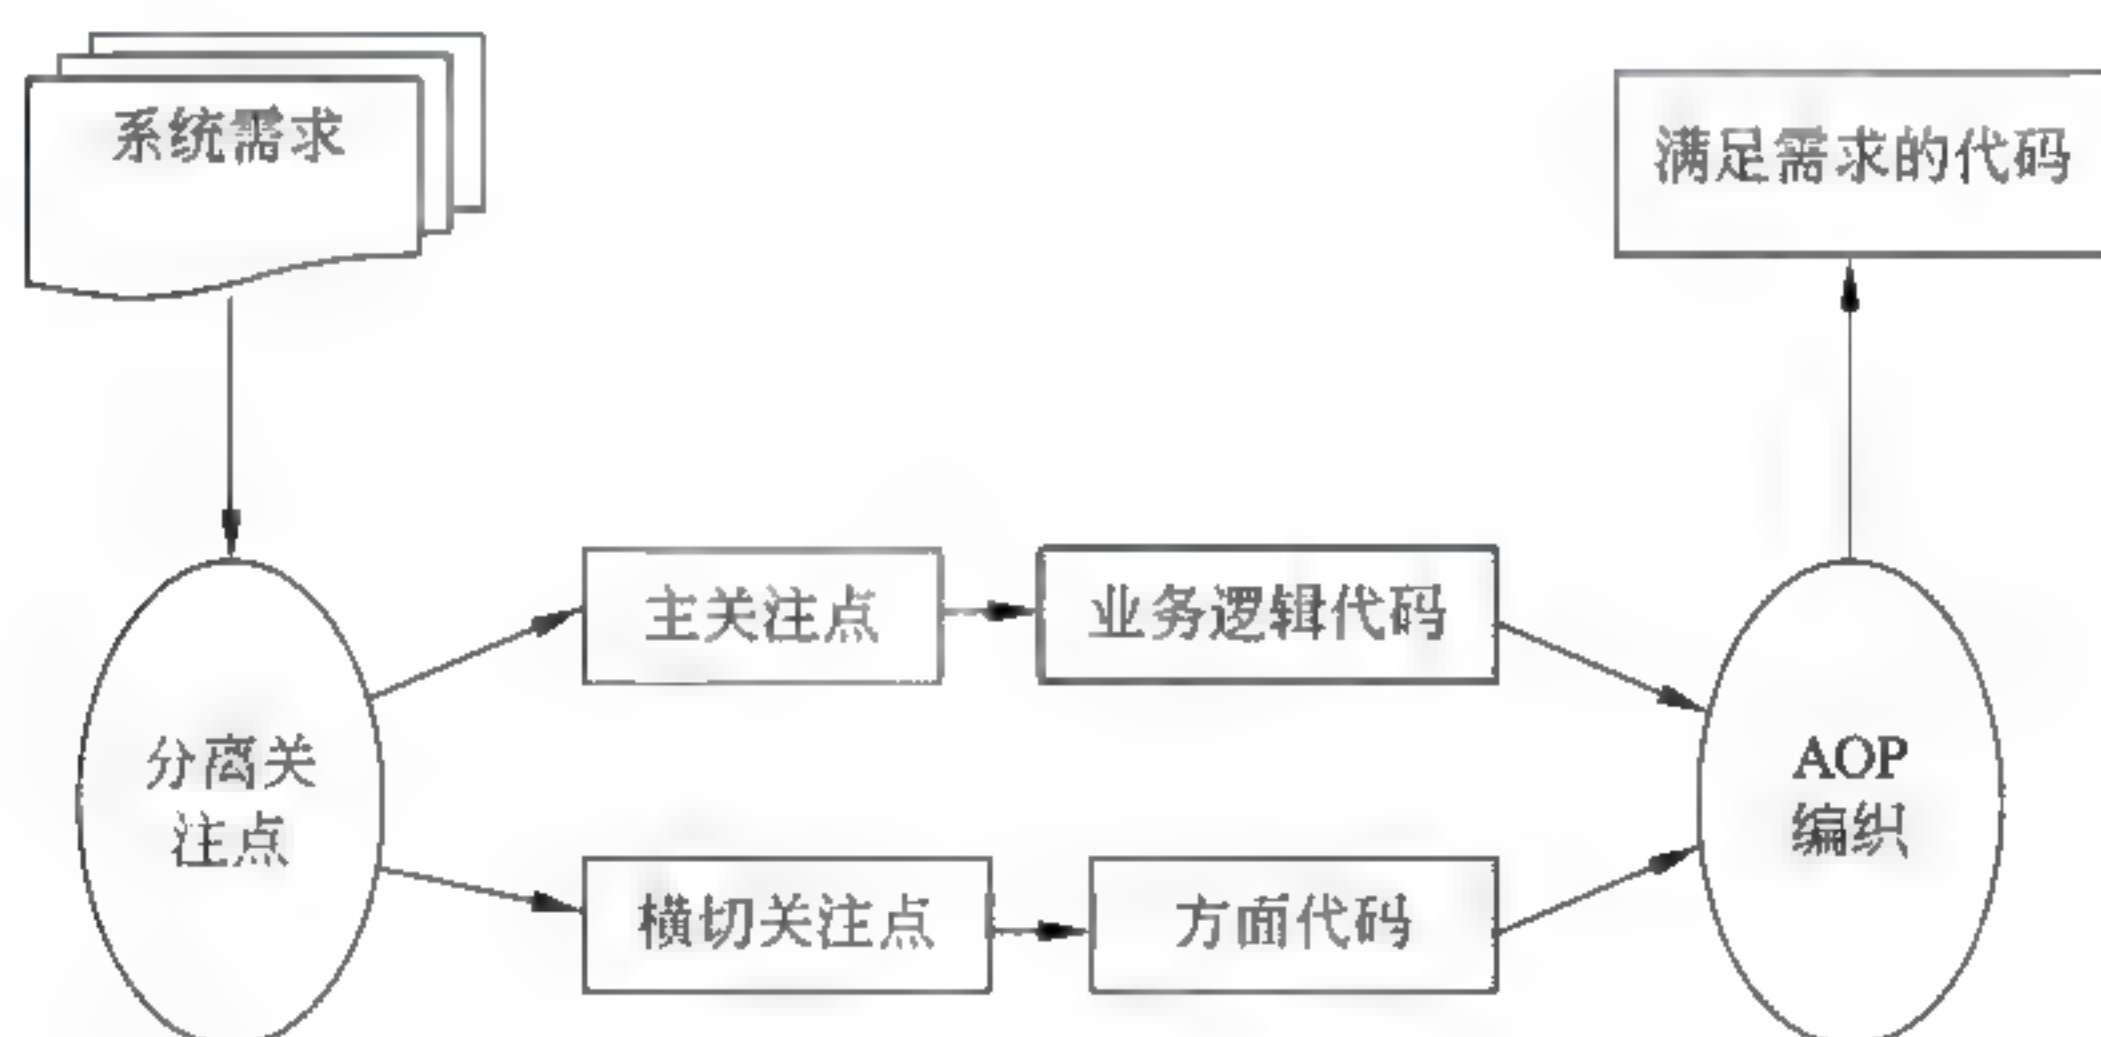 系统需求
满足需求的代码
主关注点
业务逻辑代码
分离关
注点
AOP
编织
横切关注点
方面代码